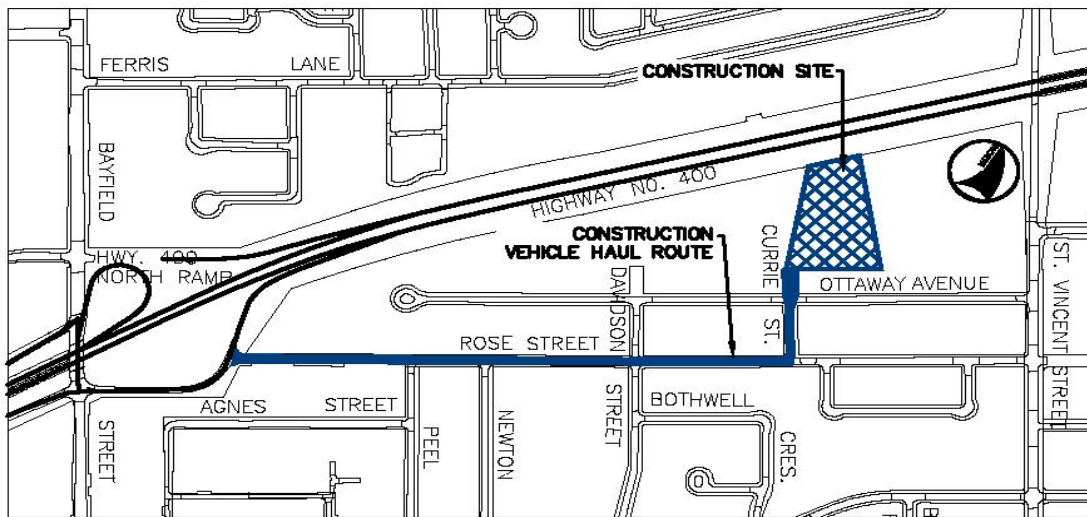 FERRIS LANE
CONSTRUCTION SITE
BAYFIELD
HIGHWAY NO. 400
CONSTRUCTION
VEHICLE HAUL ROUTE
HWY. 400
NORTH RAMP
CURRIE
ST.
OTTAWAY AVENUE
ST. VINCENT
STREET
DAVIDSON
STREET
ROSE STREET
AGNES STREET
BOTHWELL
CRES.
STREET
PEEL
NEWTON